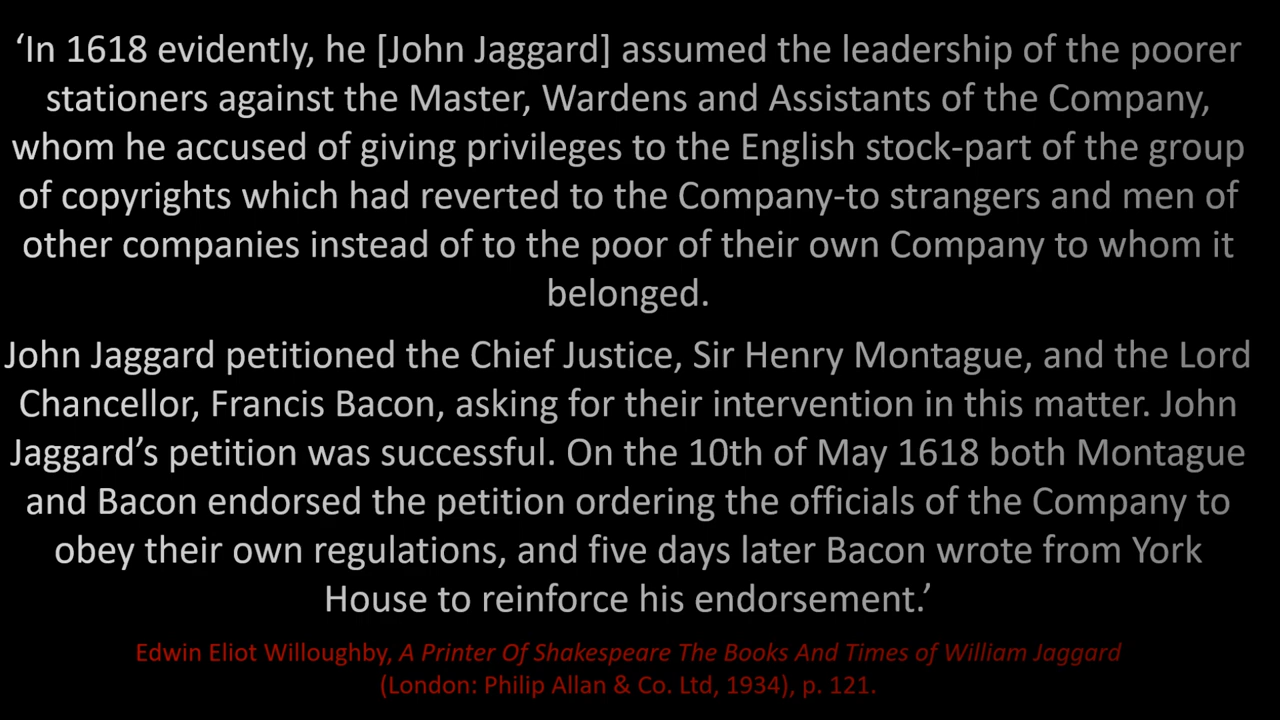 ‘In 1618 evidently, he [John Jaggard] assumed the leadership of the poorer
stationers against the Master, Wardens and Assistants of the Company,
whom he accused of giving privileges to the English stock-part of the group
of copyrights which had reverted to the Company-to strangers and men of
other companies instead of to the poor of their own Company to whom it
belonged.
John Jaggard petitioned the Chief Justice, Sir Henry Montague, and the Lord
Chancellor, Francis Bacon, asking for their intervention in this matter. John
Jaggard’s petition was successful. On the 10th of May 1618 both Montague
and Bacon endorsed the petition ordering the officials of the Company to
obey their own regulations, and five days later Bacon wrote from York
House to reinforce his endorsement.’
Edwin Eliot Willoughby, A Printer Of Shakespeare The Books And Times of William Jaggard
(London: Philip Allan & Co. Ltd, 1934), p. 121.